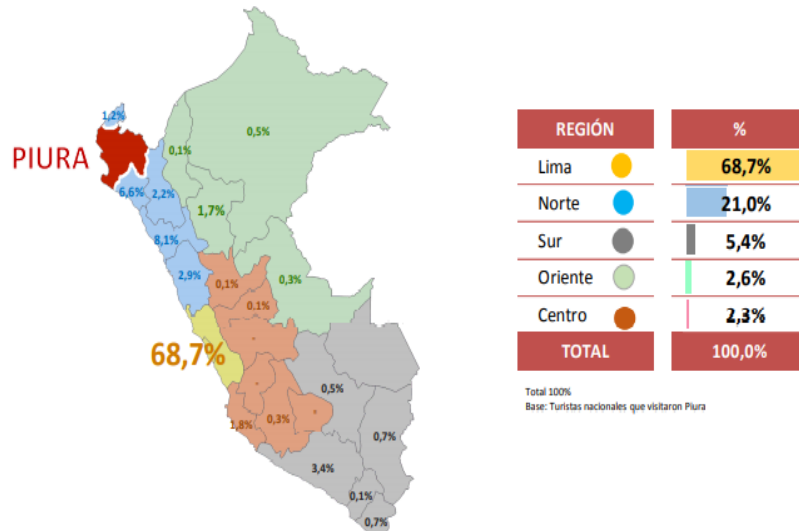 1,2%
PIURA
0,1%
0,5%
6,6%
2,2%
1,7%
8,1%
2,9%
0,1%
0,3%
0,1%
68,7%
0,5%
1,8%
0,3%
0,7%
3,4%
0,1%
0,7%
REGIÓN %
Lima 68,7%
Norte 21,0%
Sur 5,4%
Oriente 2,6%
Centro 2,3%
TOTAL 100,0%
Total 100%
Base: Turistas nacionales que visitaron Piura